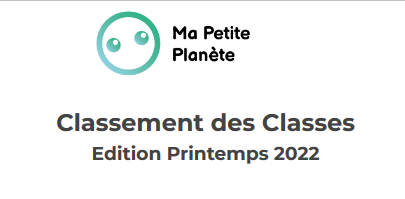 Ma Petite
Planète
Classement des Classes
Edition Printemps 2022